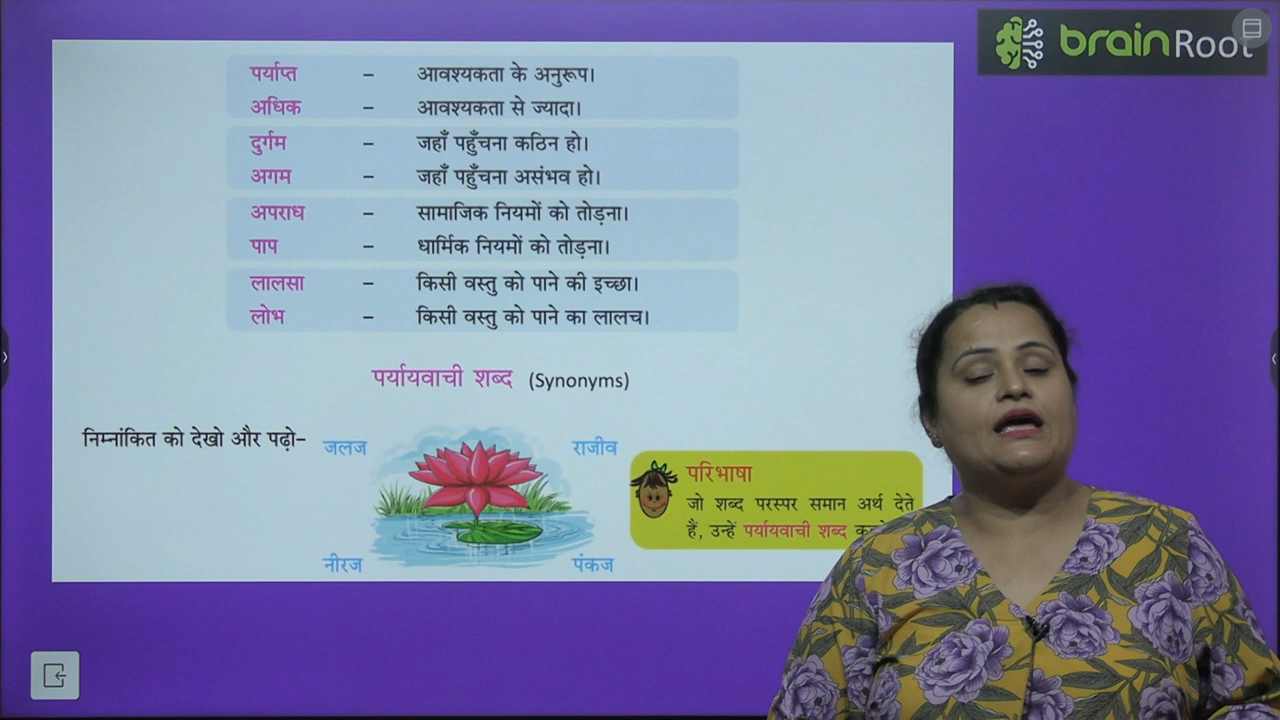 brainRoot
पर्याप्त – आवश्यकता के अनुरूप।
अधिक – आवश्यकता से ज्यादा।
दुर्गम – जहाँ पहुँचना कठिन हो।
अगम – जहाँ पहुँचना असंभव हो।
अपराध – सामाजिक नियमों को तोड़ना।
पाप – धार्मिक नियमों को तोड़ना।
लालसा – किसी वस्तु को पाने की इच्छा।
लोभ – किसी वस्तु को पाने का लालच।
पर्यायवाची शब्द (Synonyms)
निम्नांकित को देखो और पढ़ो–
जलज राजीव
नीरज पंकज
परिभाषा
जो शब्द परस्पर समान अर्थ देते
हैं, उन्हें पर्यायवाची शब्द